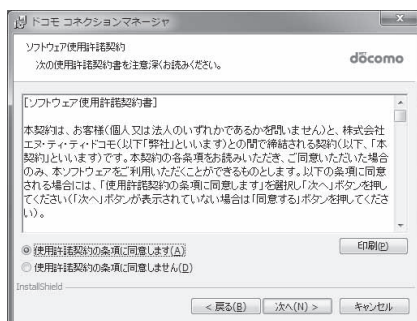 ドコモ コネクションマネージャ
ソフトウェア使用許諾契約
次の使用許諾契約書を注意深くお読みください。
döcomo
[ソフトウェア使用許諾契約書]
本契約は、お客様(個人又は法人のいずれかであるかを問いません)と、株式会社
エヌ・ティ・ティ・ドコモ(以下「弊社」といいます)との間で締結される契約(以下、「本
契約」といいます)です。本契約の各条項をお読みいただき、ご同意いただいた場合
のみ、本ソフトウェアをご利用いただくことができるものとします。以下の条項に同意
される場合には、「使用許諾契約の条項に同意します」を選択し「次へ」ボタンを押し
てください(「次へ」ボタンが表示されていない場合は「同意する」ボタンを押してくださ
い)。
使用許諾契約の条項に同意します(A)
印刷(P)
使用許諾契約の条項に同意しません(D)
InstallShield
< 戻る(B) 次へ(N) > キャンセル